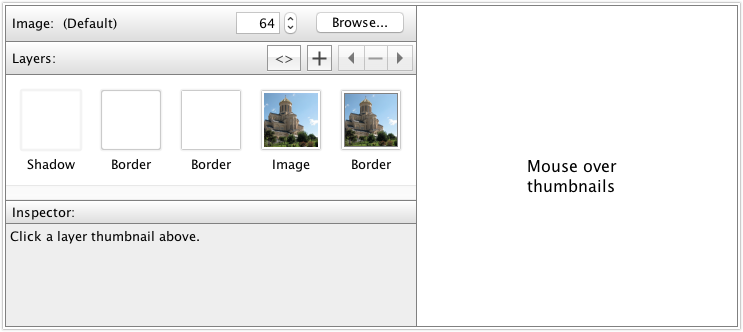 Image: (Default) 64 Browse...
Layers: <> +
Shadow Border Border Image Border
Inspector:
Click a layer thumbnail above.
Mouse over
thumbnails